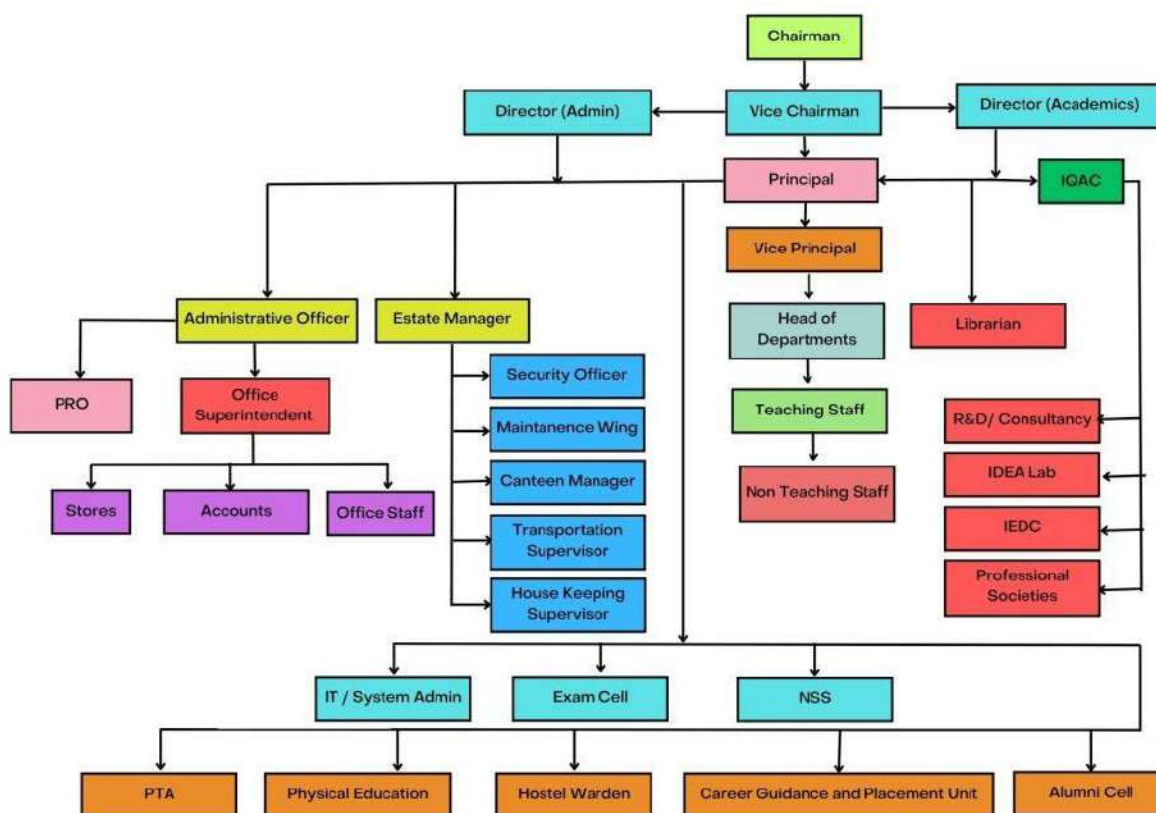 Chairman
Director (Admin)
Vice Chairman
Director (Academics)
Principal
IQAC
Vice Principal
Administrative Officer
Estate Manager
Head of
Departments
Librarian
PRO
Office
Superintendent
Security Officer
Teaching Staff
R&D/ Consultancy
Maintanence Wing
IDEA Lab
Non Teaching Staff
Canteen Manager
Stores
Accounts
Office Staff
Transportation
Supervisor
IEDC
House Keeping
Supervisor
Professional
Societies
IT / System Admin
Exam Cell
NSS
PTA
Physical Education
Hostel Warden
Career Guidance and Placement Unit
Alumni Cell